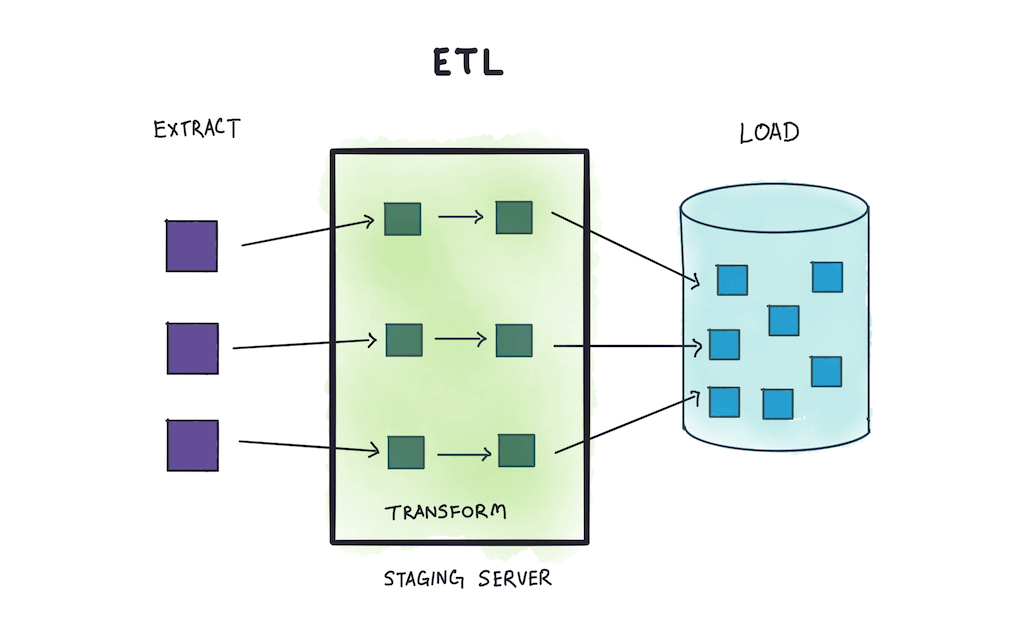 ETL
EXTRACT
LOAD
TRANSFORM
STAGING SERVER